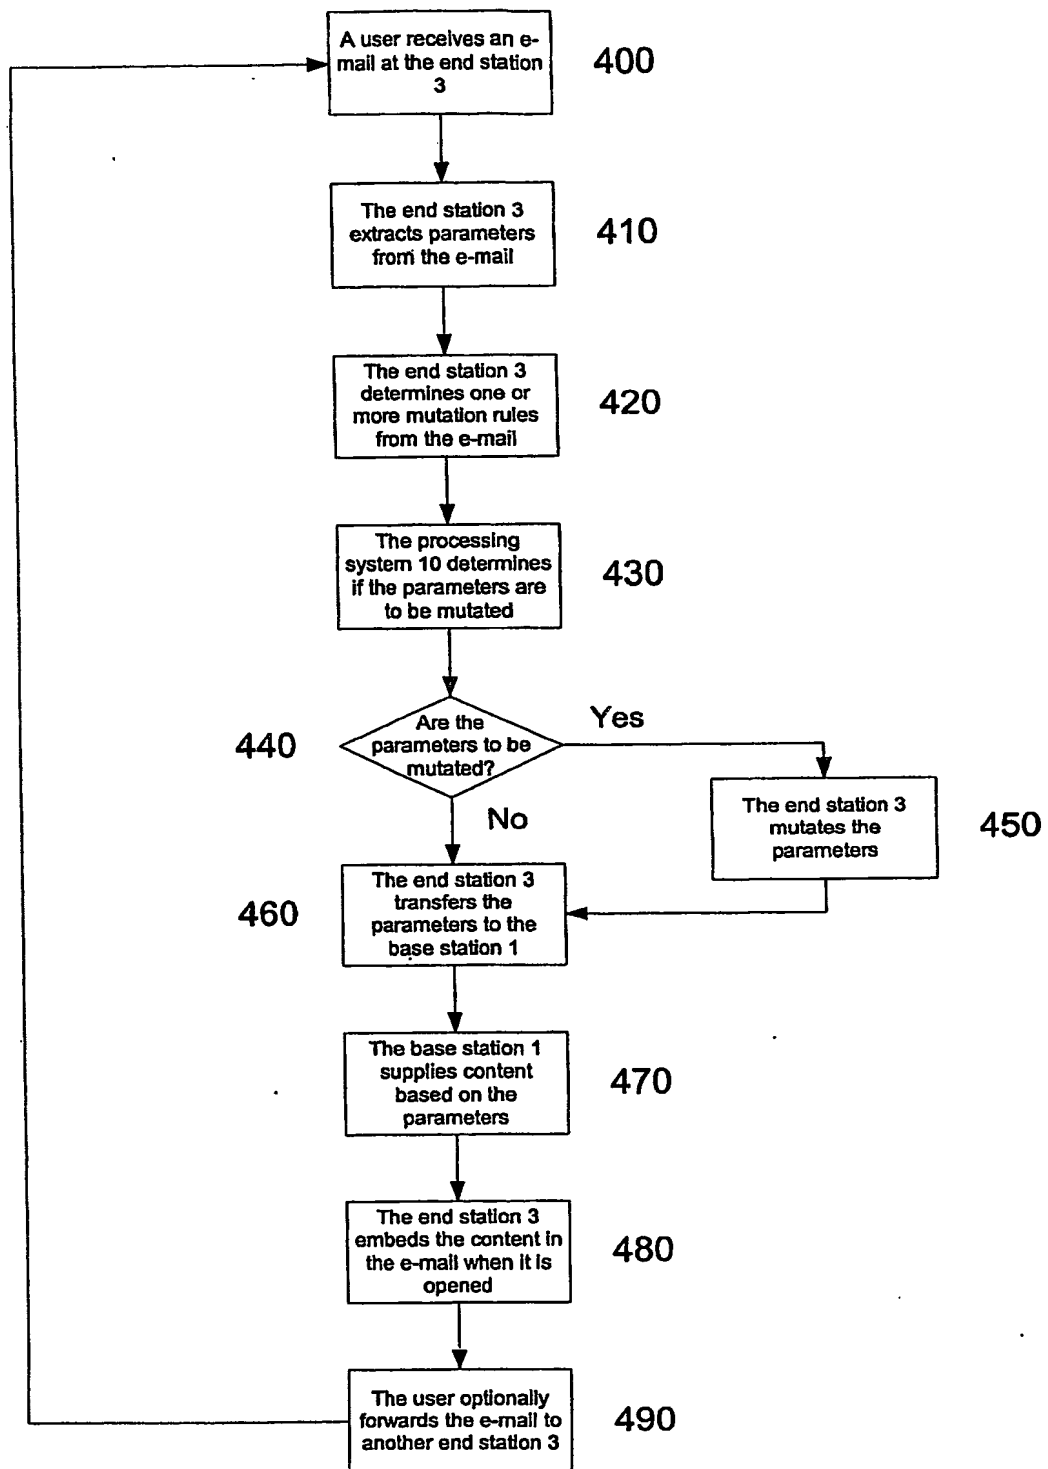 A user receives an e-
mail at the end station
3
400
The end station 3
extracts parameters
from the e-mail
410
The end station 3
determines one or
more mutation rules
from the e-mail
420
The processing
system 10 determines
if the parameters are
to be mutated
430
440
Are the
parameters to be
mutated?
Yes
No
The end station 3
mutates the
parameters
450
460
The end station 3
transfers the
parameters to the
base station 1
The base station 1
supplies content
based on the
parameters
470
The end station 3
embeds the content in
the e-mail when it is
opened
480
The user optionally
forwards the e-mail to
another end station 3
490